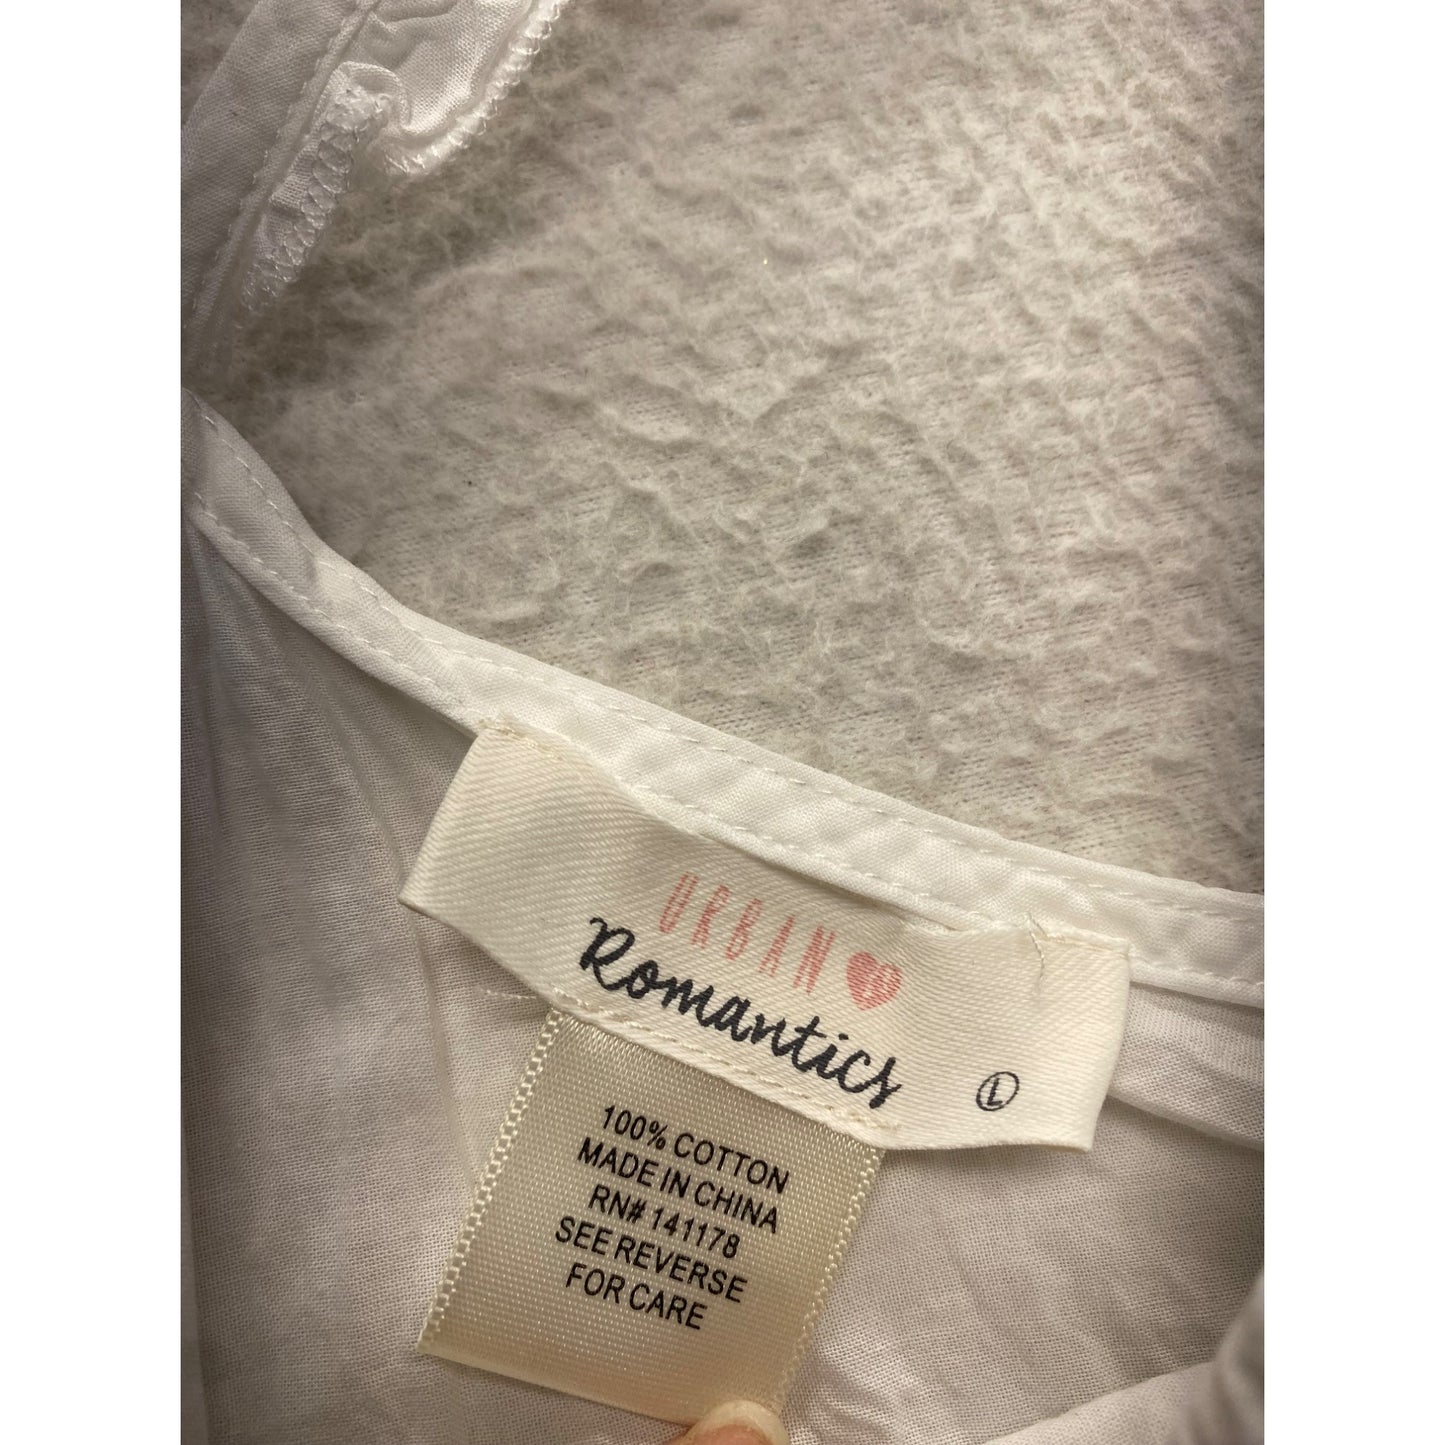 URBAN
Romantics
L
100% COTTON
MADE IN CHINA
RN# 141178
SEE REVERSE
FOR CARE